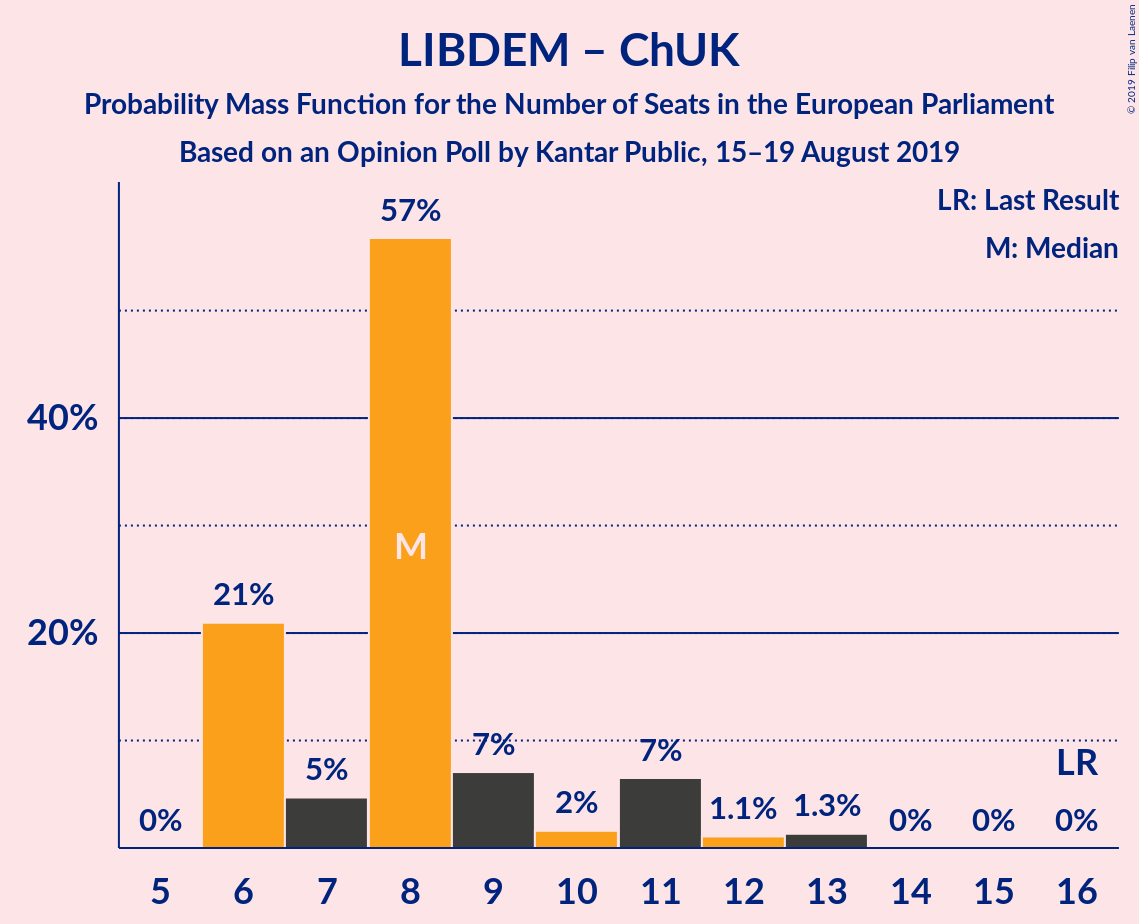 LIBDEM – ChUK
Probability Mass Function for the Number of Seats in the European Parliament
Based on an Opinion Poll by Kantar Public, 15–19 August 2019
© 2019 Filip van Laenen
LR: Last Result
M: Median
57%
40%
M
21%
20%
7%
7%
5%
LR
2%
1.1%
1.3%
0%
0%
0%
0%
5 6 7 8 9 10 11 12 13 14 15 16